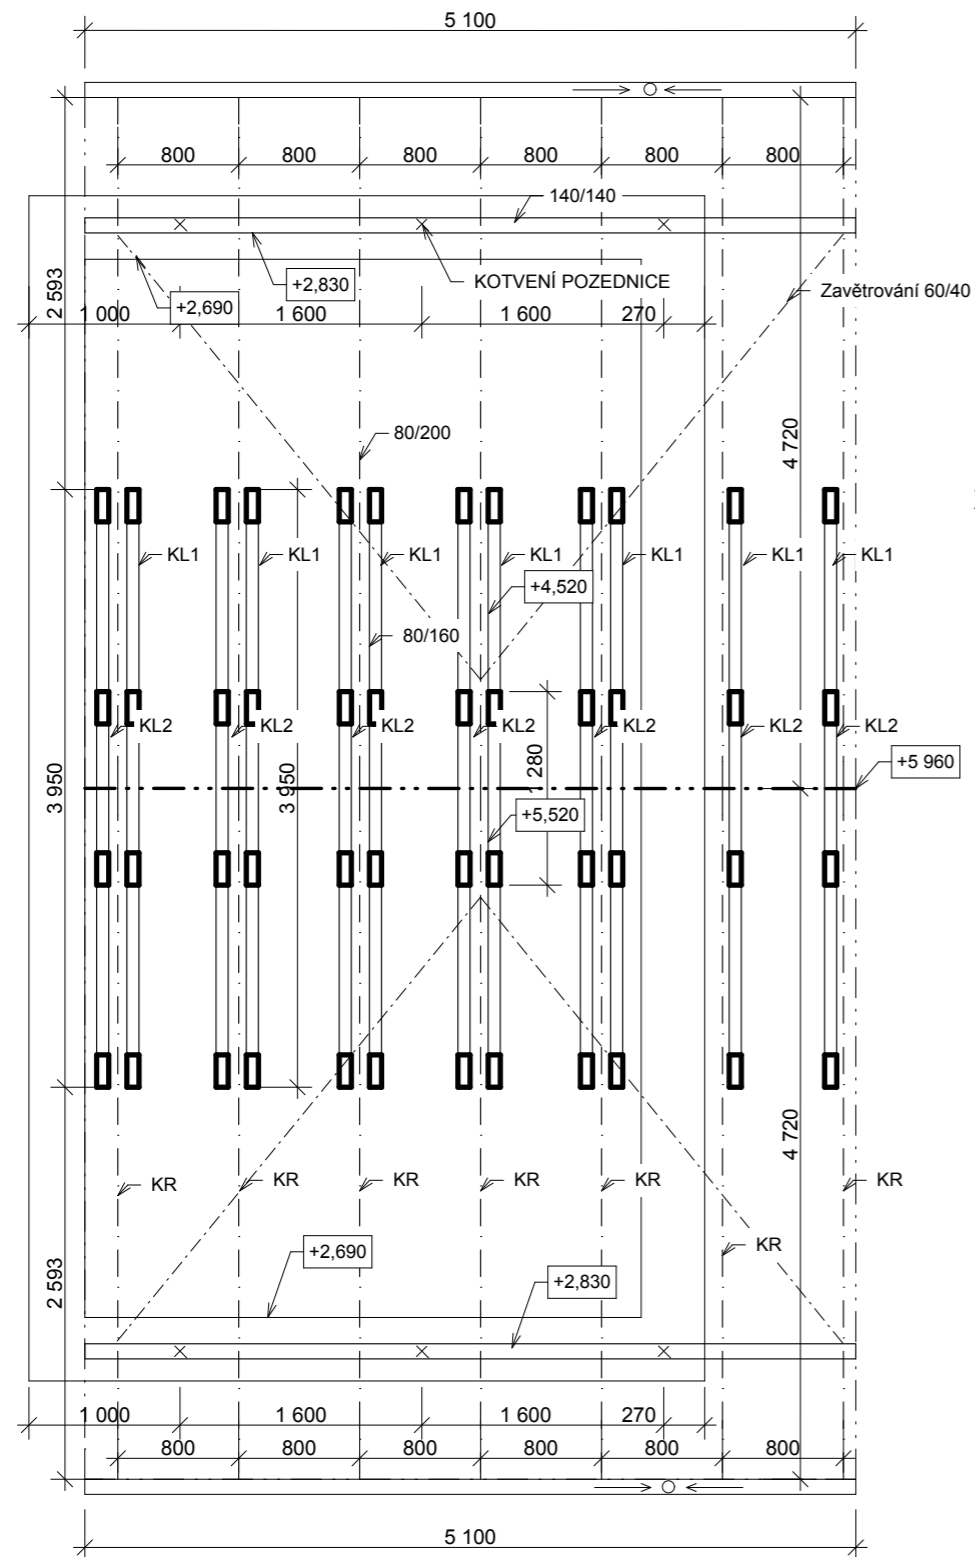 5 100
800 800 800 800 800 800
140/140
+2,830
KOTVENÍ POZEDNICE
Zavětrování 60/40
+2,690
2 593
1 000 1 600 1 600 270
4 720
80/200
KL1 KL1 KL1 KL1 KL1 KL1 KL1
+4,520
80/160
KL2 KL2 KL2 KL2 KL2 KL2 KL2
+5 960
3 950
3 950
280
+5,520
4 720
KR KR KR KR KR KR
KR
+2,690
2 593
+2,830
1 000 1 600 1 600 270
800 800 800 800 800 800
5 100